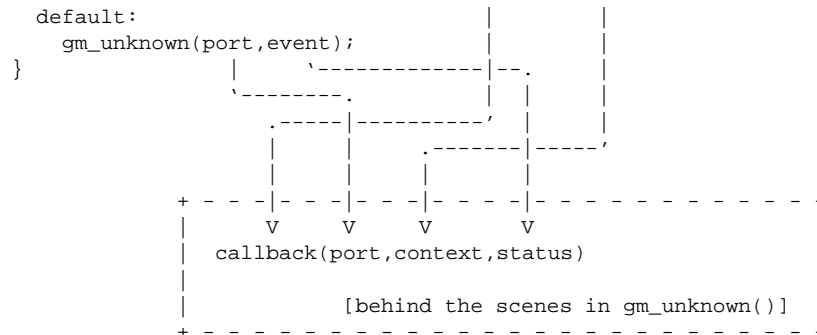 default:
gm_unknown(port,event);
}
V V V V
callback(port,context,status)
[behind the scenes in gm_unknown()]